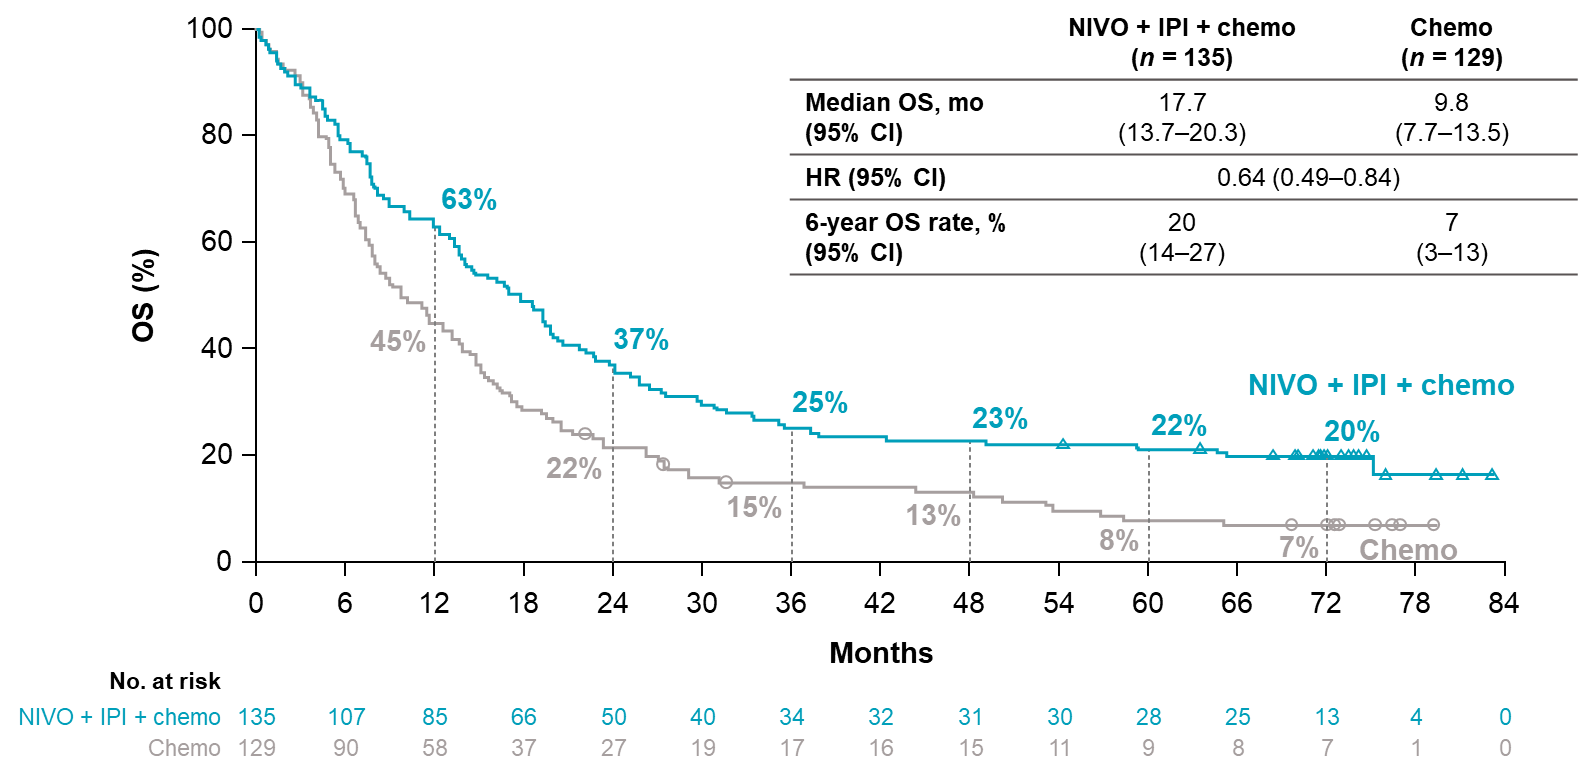 NIVO + IPI + chemo
(n = 135)
Chemo
(n = 129)
Median OS, mo
(95% CI)
17.7
(13.7–20.3)
9.8
(7.7–13.5)
HR (95% CI)
0.64 (0.49–0.84)
6-year OS rate, %
(95% CI)
20
(14–27)
7
(3–13)
OS (%)
100
80
60
40
20
0
63%
37%
25%
23%
22%
20%
NIVO + IPI + chemo
45%
22%
15%
13%
8%
7%
Chemo
0 6 12 18 24 30 36 42 48 54 60 66 72 78 84
Months
No. at risk
NIVO + IPI + chemo 135 107 85 66 50 40 34 32 31 30 28 25 13 4 0
Chemo 129 90 58 37 27 19 17 16 15 11 9 8 7 1 0